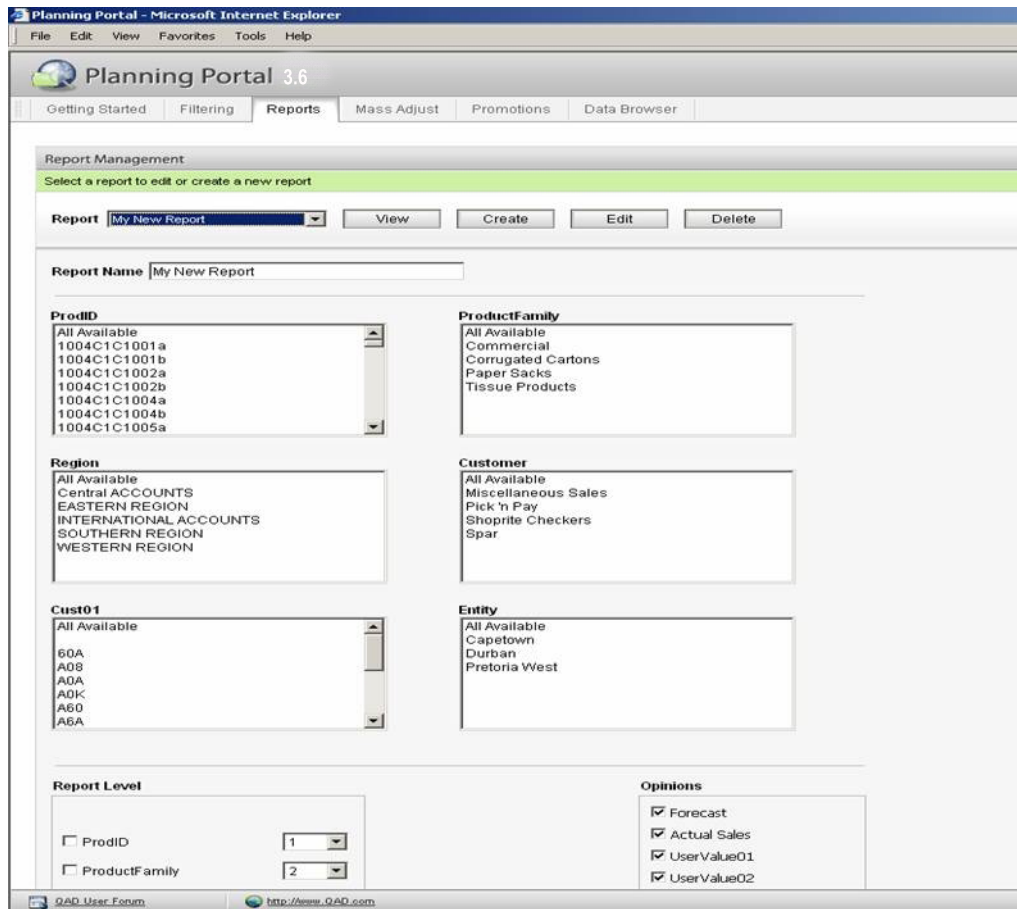 Planning Portal - Microsoft Internet Explorer
File Edit View Favorites Tools Help
Planning Portal 3.6
Getting Started Filtering Reports Mass Adjust Promotions Data Browser
Report Management
Select a report to edit or create a new report
Report My New Report View Create Edit Delete
Report Name My New Report
ProdID
All Available
1004C1C1001a
1004C1C1001b
1004C1C1002a
1004C1C1002b
1004C1C1004a
1004C1C1004b
1004C1C1005a
ProductFamily
All Available
Commercial
Corrugated Cartons
Paper Sacks
Tissue Products
Region
All Available
Central ACCOUNTS
EASTERN REGION
INTERNATIONAL ACCOUNTS
SOUTHERN REGION
WESTERN REGION
Customer
All Available
Miscellaneous Sales
Pick 'n Pay
Shoprite Checkers
Spar
Cust01
All Available
60A
A08
A0A
A0K
A60
A6A
Entity
All Available
Capetown
Durban
Pretoria West
Report Level
ProdID 1
ProductFamily 2
Opinions
Forecast
Actual Sales
UserValue01
UserValue02
QAD User Forum http://www.QAD.com